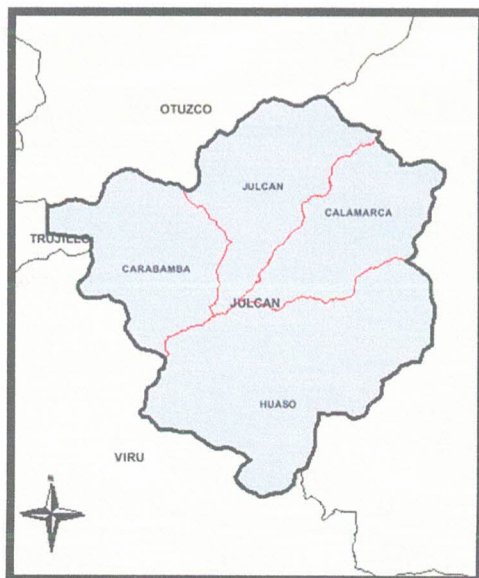 OTUZCO
JULCAN
CALAMARCA
TRUJILLO
CARABAMBA
JULCAN
HUASO
VIRU
N